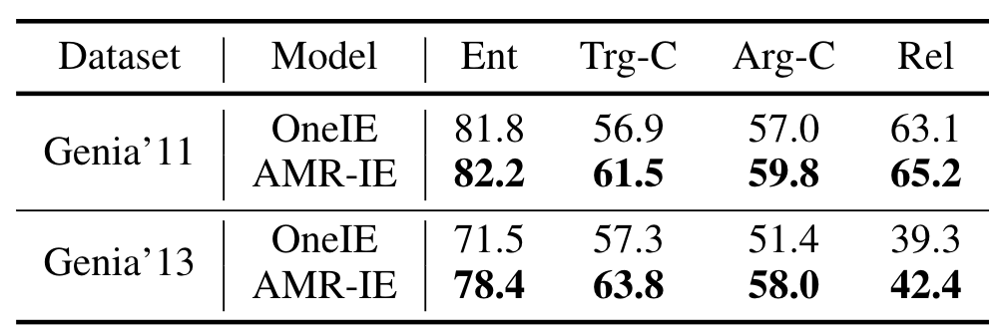 Dataset Model Ent Trg-C Arg-C Rel
Genia’11 OneIE 81.8 56.9 57.0 63.1
AMR-IE 82.2 61.5 59.8 65.2
Genia’13 OneIE 71.5 57.3 51.4 39.3
AMR-IE 78.4 63.8 58.0 42.4